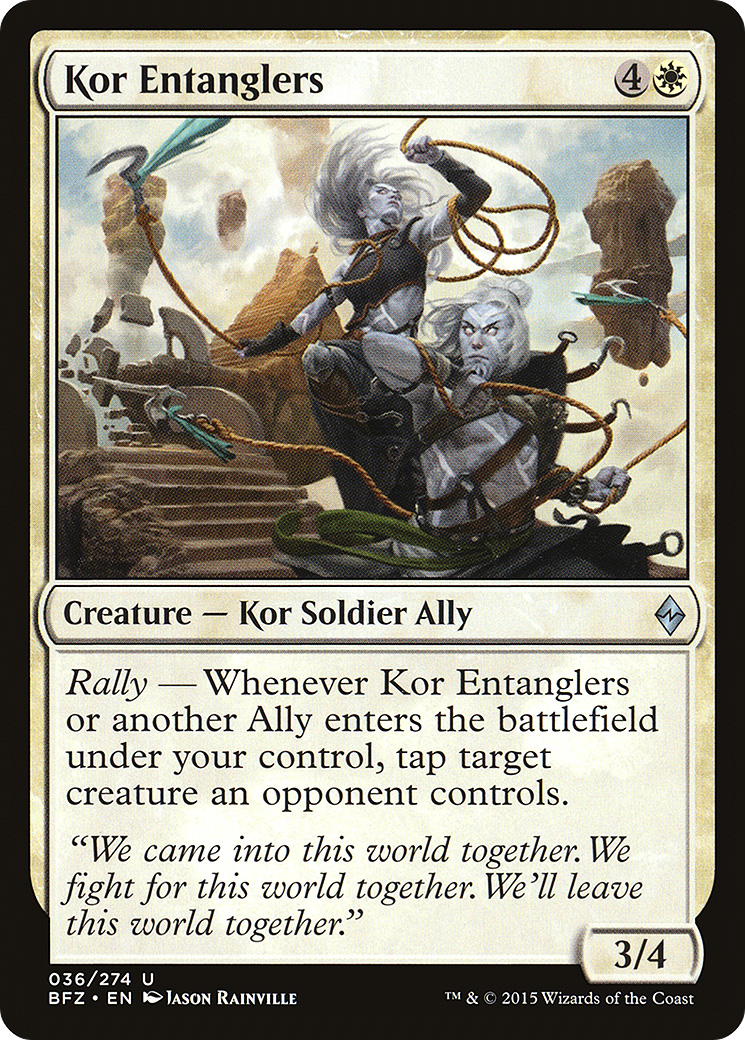 Kor Entanglers
4
Creature — Kor Soldier Ally
Rally — Whenever Kor Entanglers
or another Ally enters the battlefield
under your control, tap target
creature an opponent controls.
“We came into this world together. We
fight for this world together. We’ll leave
this world together.”
3/4
036/274 U
BFZ • EN Jason Rainville
™ & © 2015 Wizards of the Coast